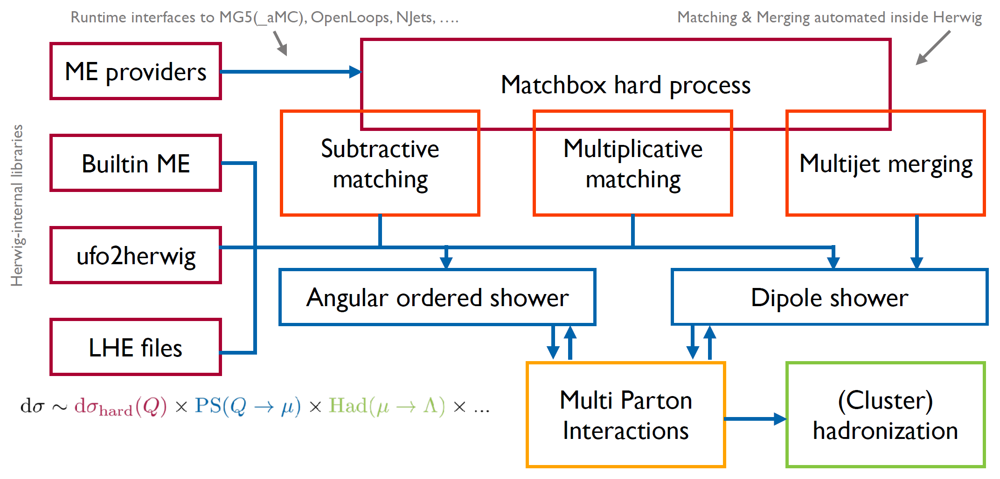 Runtime interfaces to MG5(_aMC), OpenLoops, NJets, ....
Matching & Merging automated inside Herwig
ME providers
Matchbox hard process
Herwig-internal libraries
Builtin ME
Subtractive
matching
Multiplicative
matching
Multijet merging
ufo2herwig
Angular ordered shower
Dipole shower
LHE files
dσ ∼ dσ_hard(Q) × PS(Q → μ) × Had(μ → Λ) × ...
Multi Parton
Interactions
(Cluster)
hadronization